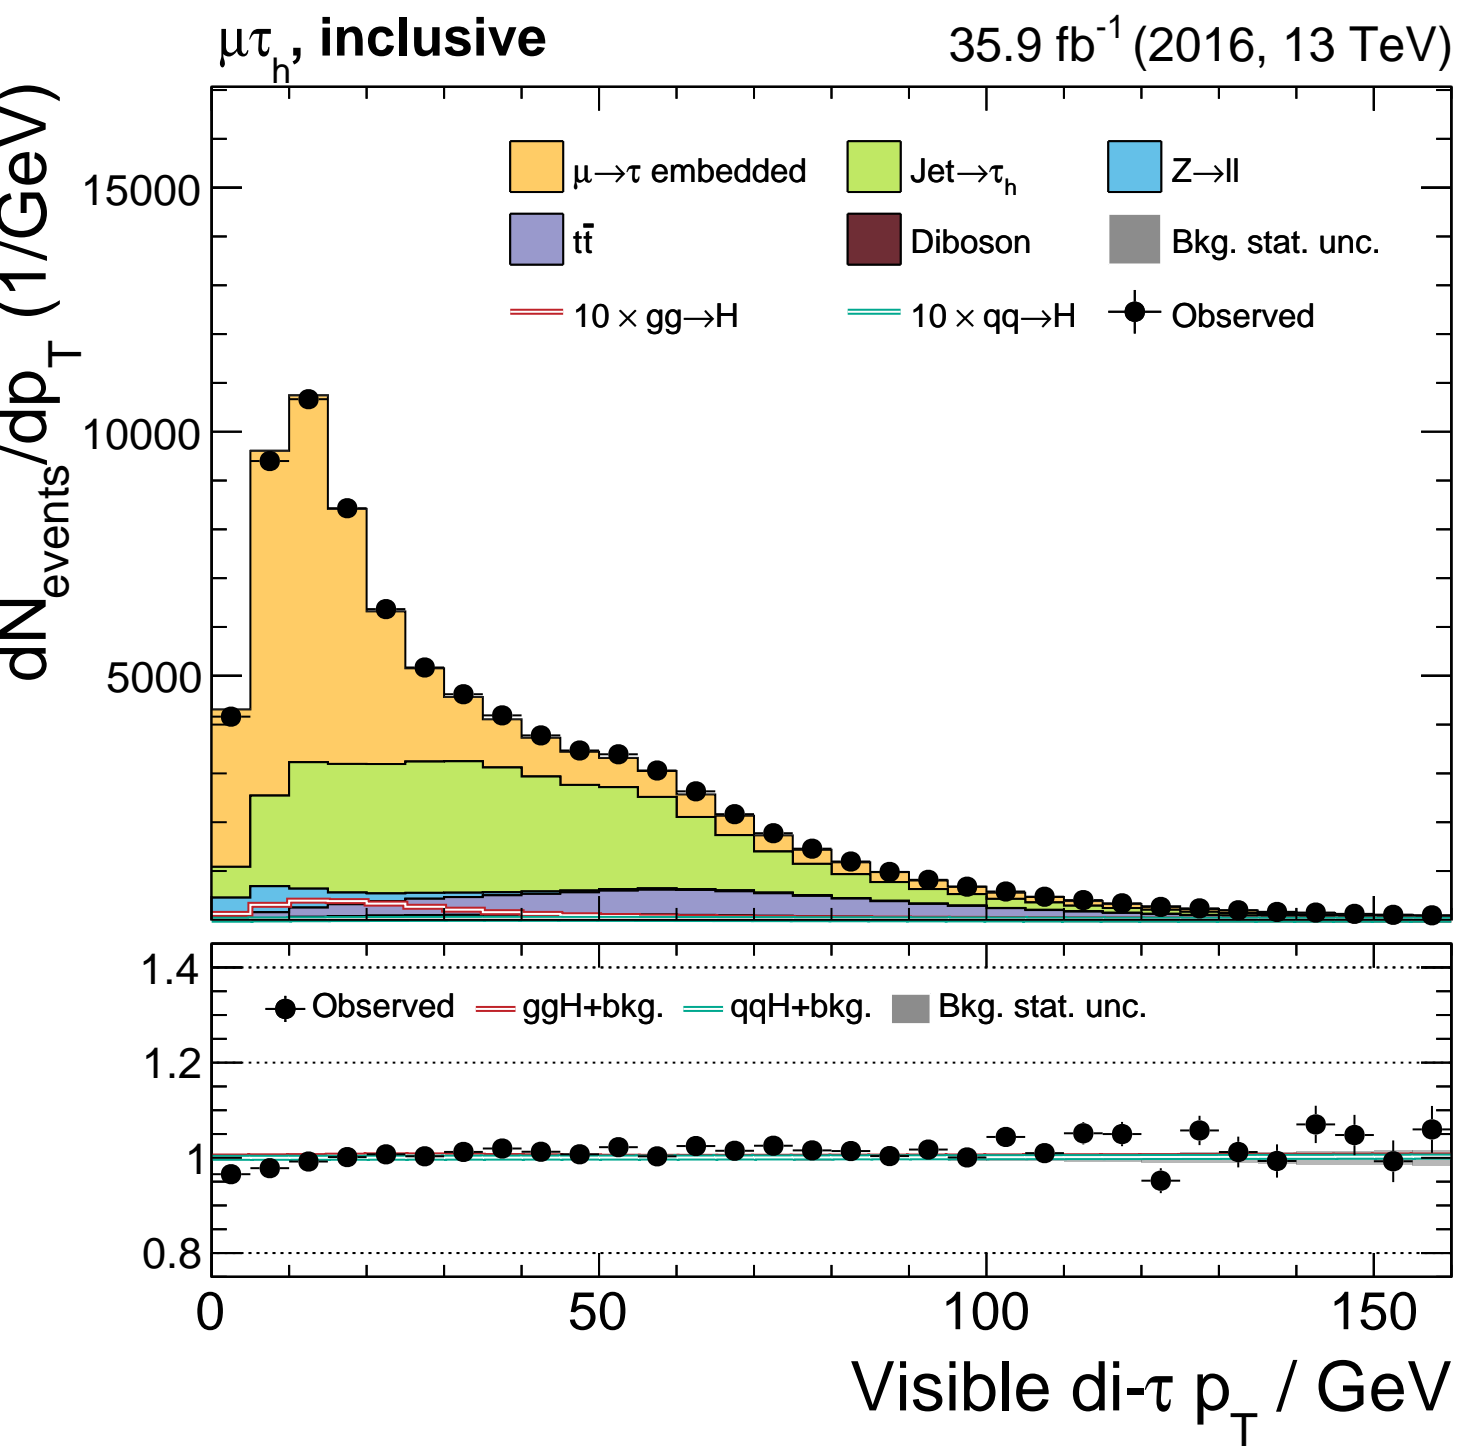 μτh, inclusive 35.9 fb-1 (2016, 13 TeV)
dNevents/dpT (1/GeV)
15000
10000
5000
μ→τ embedded Jet→τh Z→ll
tt̄ Diboson Bkg. stat. unc.
10 × gg→H 10 × qq→H Observed
1.4
1.2
1
0.8
Observed ggH+bkg. qqH+bkg. Bkg. stat. unc.
0 50 100 150
Visible di-τ pT / GeV